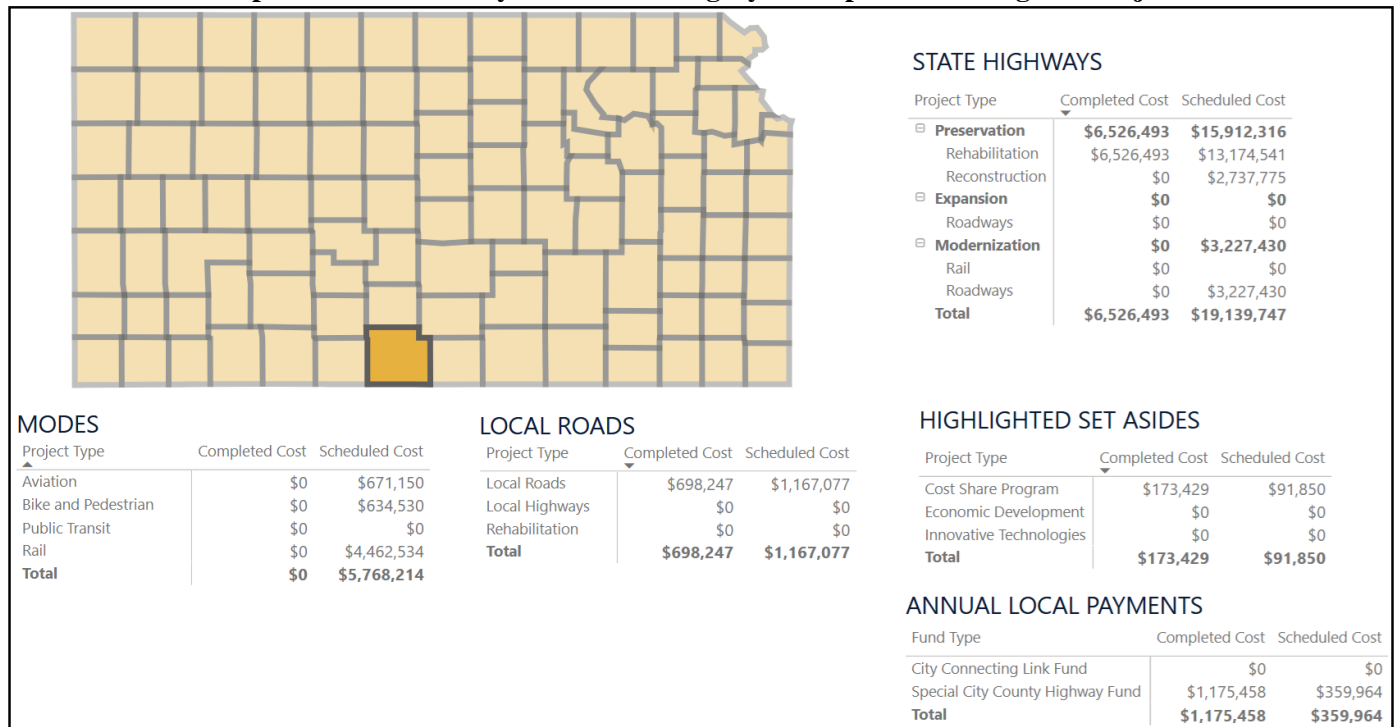 STATE HIGHWAYS
Project Type Completed Cost Scheduled Cost
Preservation $6,526,493 $15,912,316
Rehabilitation $6,526,493 $13,174,541
Reconstruction $0 $2,737,775
Expansion $0 $0
Roadways $0 $0
Modernization $0 $3,227,430
Rail $0 $0
Roadways $0 $3,227,430
Total $6,526,493 $19,139,747
MODES
Project Type Completed Cost Scheduled Cost
Aviation $0 $671,150
Bike and Pedestrian $0 $634,530
Public Transit $0 $0
Rail $0 $4,462,534
Total $0 $5,768,214
LOCAL ROADS
Project Type Completed Cost Scheduled Cost
Local Roads $698,247 $1,167,077
Local Highways $0 $0
Rehabilitation $0 $0
Total $698,247 $1,167,077
HIGHLIGHTED SET ASIDES
Project Type Completed Cost Scheduled Cost
Cost Share Program $173,429 $91,850
Economic Development $0 $0
Innovative Technologies $0 $0
Total $173,429 $91,850
ANNUAL LOCAL PAYMENTS
Fund Type Completed Cost Scheduled Cost
City Connecting Link Fund $0 $0
Special City County Highway Fund $1,175,458 $359,964
Total $1,175,458 $359,964